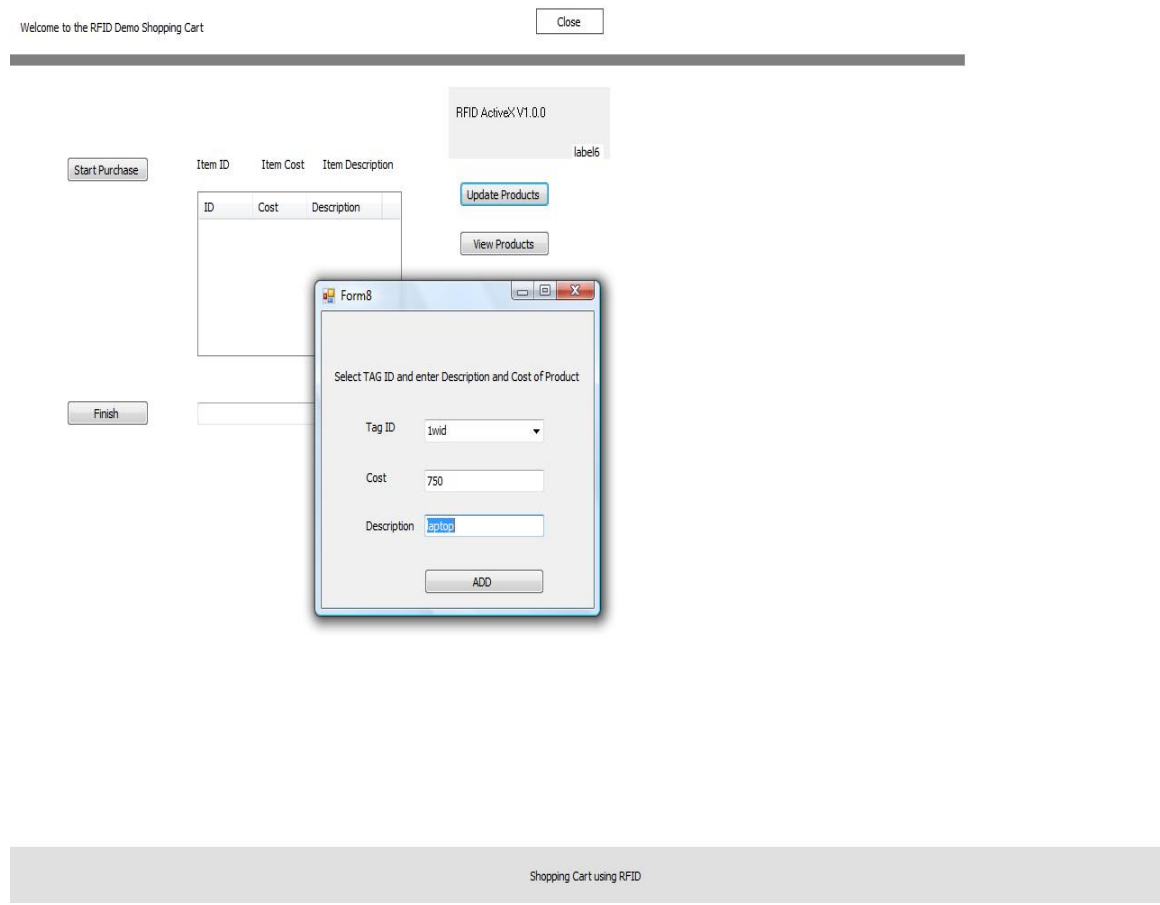 Welcome to the RFID Demo Shopping Cart
Close
RFID ActiveX V1.0.0
label6
Start Purchase
Item ID Item Cost Item Description
Update Products
ID Cost Description
View Products
Form8
Select TAG ID and enter Description and Cost of Product
Finish
Tag ID 1wid
Cost 750
Description laptop
ADD
Shopping Cart using RFID